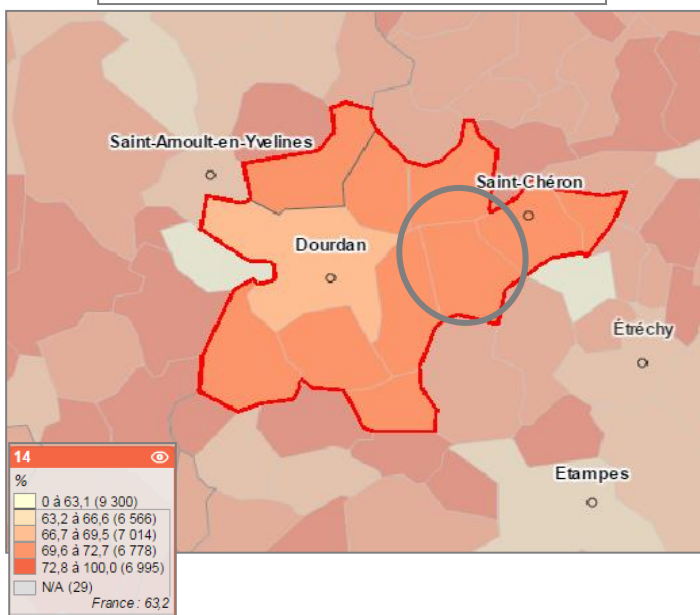 Saint-Arnoult-en-Yvelines
Saint-Chéron
Dourdan
Étréchy
Etampes
14
%
0 à 63,1 (9 300)
63,2 à 66,6 (6 566)
66,7 à 69,5 (7 014)
69,6 à 72,7 (6 778)
72,8 à 100,0 (6 995)
N/A (29)
France : 63,2